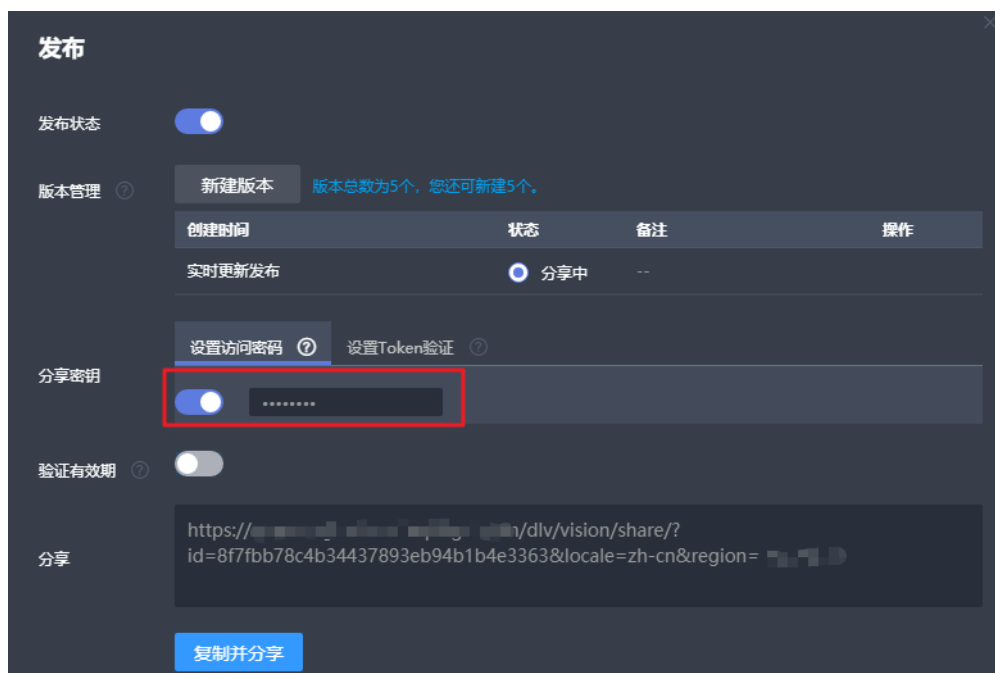 发布
发布状态
版本管理 ? 新建版本 版本总数为5个，您还可新建5个。
创建时间 状态 备注 操作
实时更新发布 分享中 --
设置访问密码 ? 设置Token验证 ?
分享密钥
········
验证有效期 ?
分享
https:// /dlv/vision/share/?
id=8f7fbb78c4b34437893eb94b1b4e3363&locale=zh-cn&region=
复制并分享